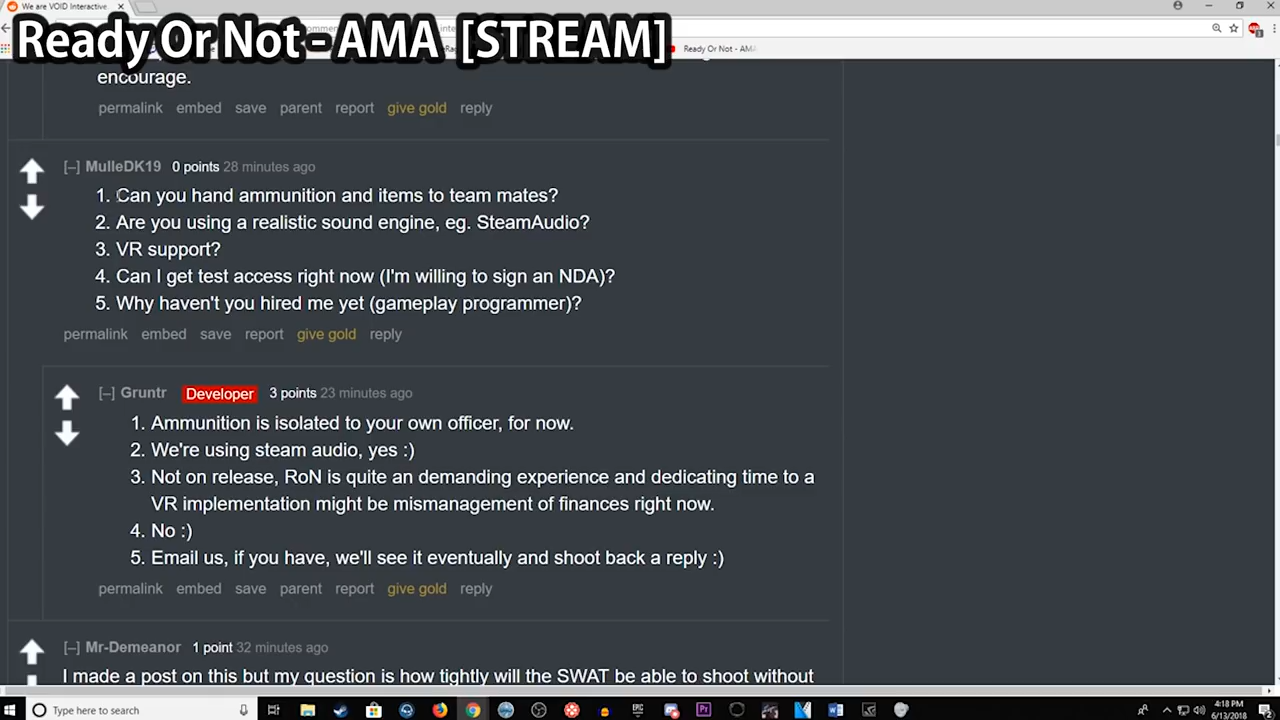 We are VOID Interactive,
Ready Or Not - AMA [STREAM]
Ready Or Not - AMA
encourage.
permalink embed save parent report give gold reply
[–] MulleDK19 0 points 28 minutes ago
1. Can you hand ammunition and items to team mates?
2. Are you using a realistic sound engine, eg. SteamAudio?
3. VR support?
4. Can I get test access right now (I'm willing to sign an NDA)?
5. Why haven't you hired me yet (gameplay programmer)?
permalink embed save report give gold reply
[–] Gruntr Developer 3 points 23 minutes ago
1. Ammunition is isolated to your own officer, for now.
2. We're using steam audio, yes :)
3. Not on release, RoN is quite an demanding experience and dedicating time to a
VR implementation might be mismanagement of finances right now.
4. No :)
5. Email us, if you have, we'll see it eventually and shoot back a reply :)
permalink embed save parent report give gold reply
[–] Mr-Demeanor 1 point 32 minutes ago
I made a post on this but my question is how tightly will the SWAT be able to shoot without
Type here to search
4:18 PM
6/13/2018